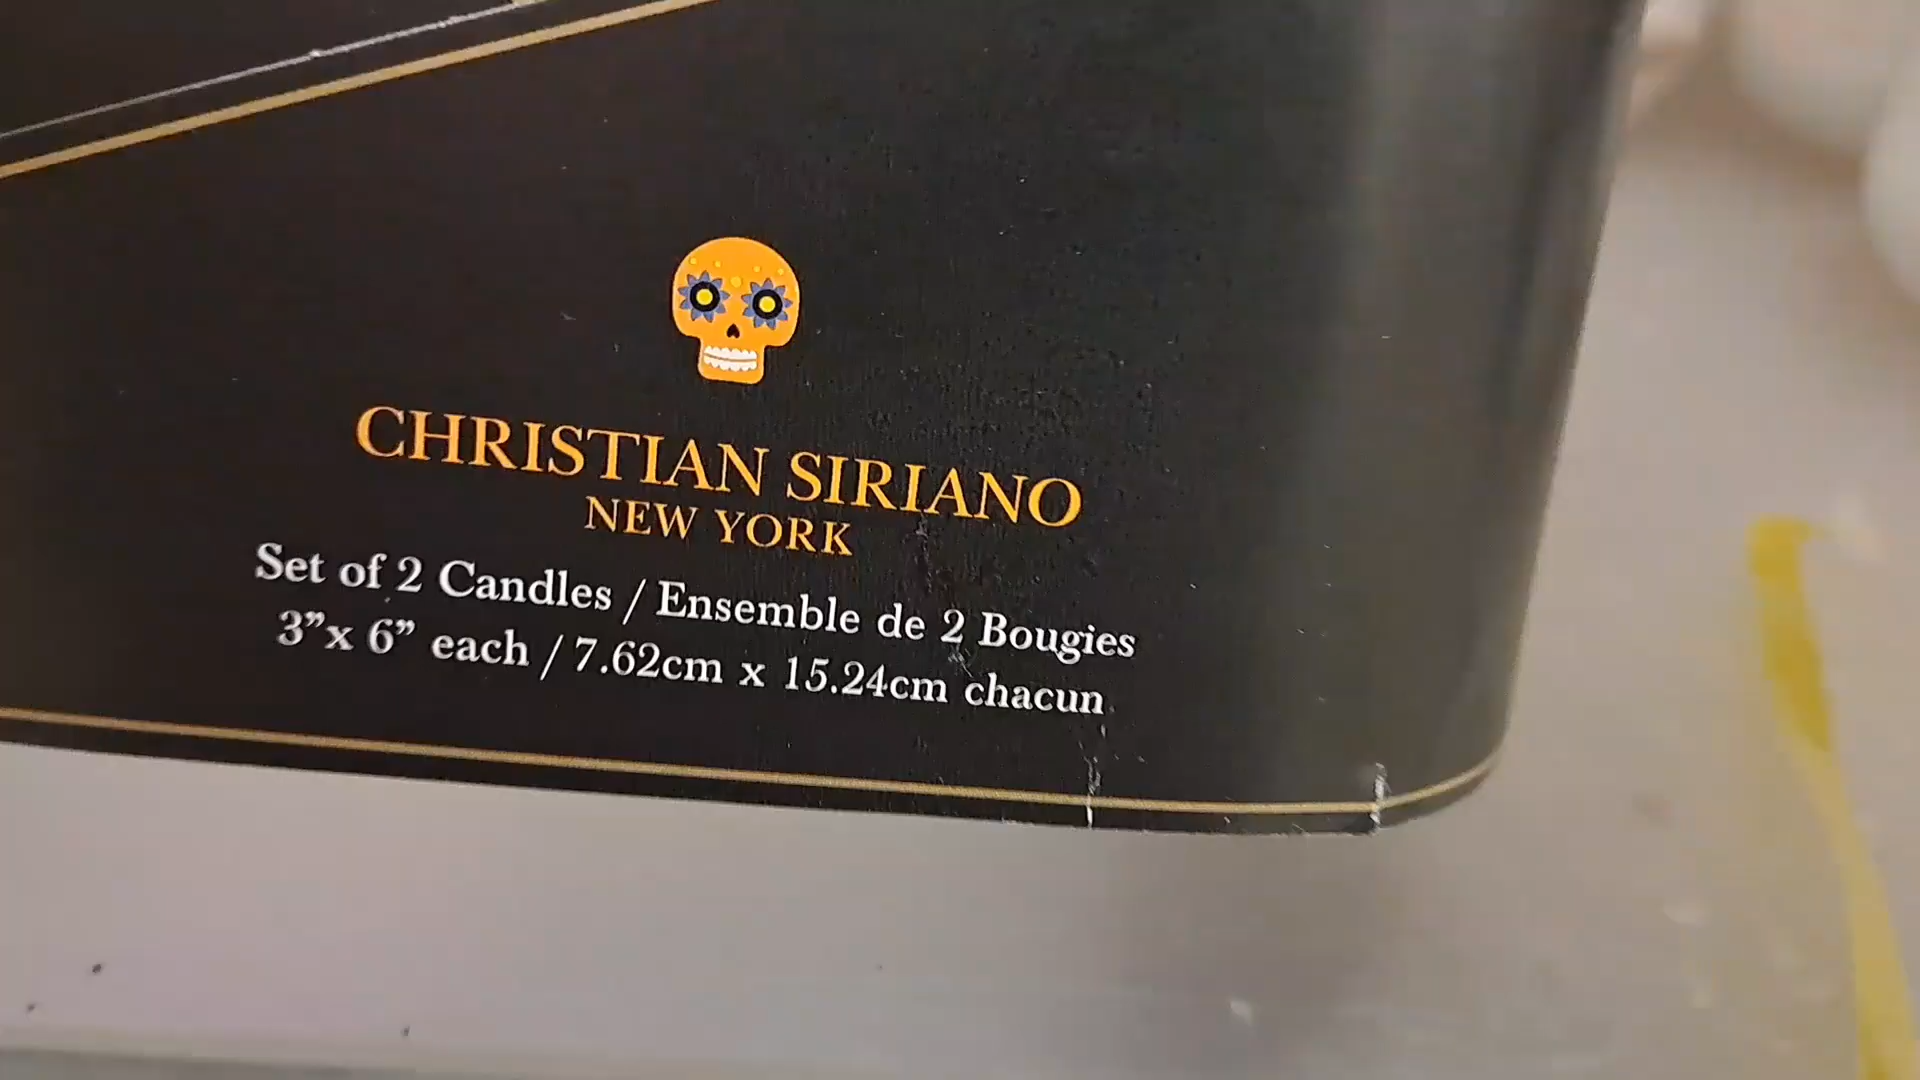 CHRISTIAN SIRIANO
NEW YORK
Set of 2 Candles / Ensemble de 2 Bougies
3”x 6” each / 7.62cm x 15.24cm chacun